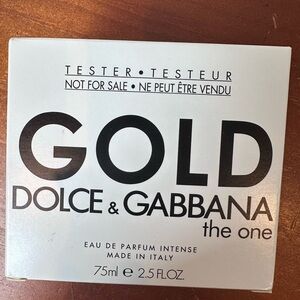 TESTER • TESTEUR
NOT FOR SALE • NE PEUT ÊTRE VENDU
GOLD
DOLCE & GABBANA
the one
EAU DE PARFUM INTENSE
MADE IN ITALY
75ml ℮ 2.5 FL.OZ.